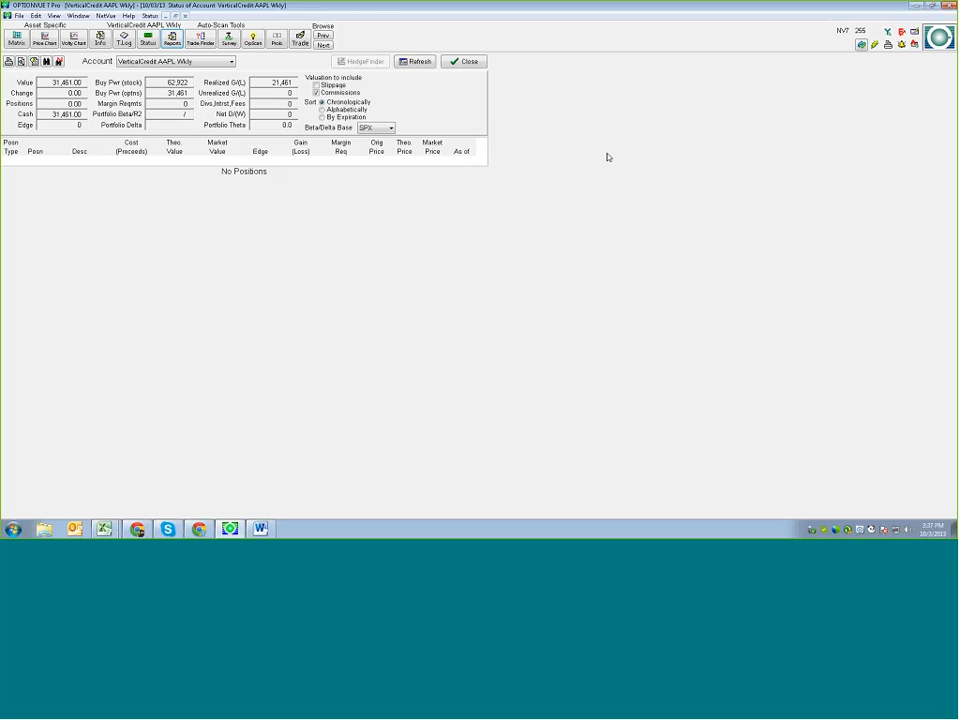 OPTIONVUE 7 Pro [VerticalCredit AAPL Wkly] - [10/03/13 Status of Account VerticalCredit AAPL Wkly]
File Edit View Window NetVue Help Status
Asset Specific VerticalCredit AAPL Wkly Auto-Scan Tools Browse
Matrix Price Chart Volty Chart Info T.Log Status Reports Trade Finder Survey OpScan Prob. Trade Prev Next
NV7 255
Account VerticalCredit AAPL Wkly HedgeFinder Refresh Close
Value 31,461.00 Buy Pwr (stock) 62,922 Realized G/(L) 21,461 Valuation to include
Slippage
Change 0.00 Buy Pwr (optns) 31,461 Unrealized G/(L) 0 Commissions
Positions 0.00 Margin Reqmts 0 Divs,Intrst,Fees 0 Sort Chronologically
Alphabetically
Cash 31,461.00 Portfolio Beta/R2 / Net D/(W) 0 By Expiration
Edge 0 Portfolio Delta Portfolio Theta 0.0 Beta/Delta Base SPX
Posn Cost Theo. Market Gain Margin Orig Theo. Market
Type Posn Desc (Proceeds) Value Value Edge (Loss) Req Price Price Price As of
No Positions
3:37 PM
10/3/2013